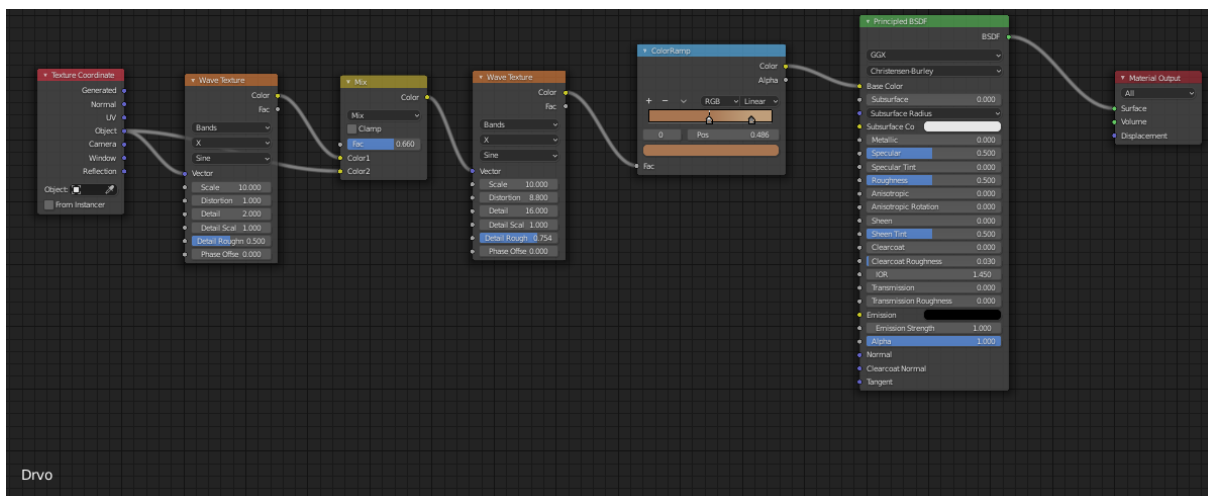 Texture Coordinate
Generated
Normal
UV
Object
Camera
Window
Reflection
Object:
From Instancer
Wave Texture
Color
Fac
Bands
X
Sine
Vector
Scale 10.000
Distortion 1.000
Detail 2.000
Detail Scal 1.000
Detail Roughn 0.500
Phase Offse 0.000
Mix
Color
Mix
Clamp
Fac 0.660
Color1
Color2
Wave Texture
Color
Fac
Bands
X
Sine
Vector
Scale 10.000
Distortion 8.800
Detail 16.000
Detail Scal 1.000
Detail Rough 0.754
Phase Offse 0.000
ColorRamp
Color
Alpha
+ − RGB Linear
0 Pos 0.486
Fac
Principled BSDF
BSDF
GGX
Christensen-Burley
Base Color
Subsurface 0.000
Subsurface Radius
Subsurface Co
Metallic 0.000
Specular 0.500
Specular Tint 0.000
Roughness 0.500
Anisotropic 0.000
Anisotropic Rotation 0.000
Sheen 0.000
Sheen Tint 0.500
Clearcoat 0.000
Clearcoat Roughness 0.030
IOR 1.450
Transmission 0.000
Transmission Roughness 0.000
Emission
Emission Strength 1.000
Alpha 1.000
Normal
Clearcoat Normal
Tangent
Material Output
All
Surface
Volume
Displacement
Drvo